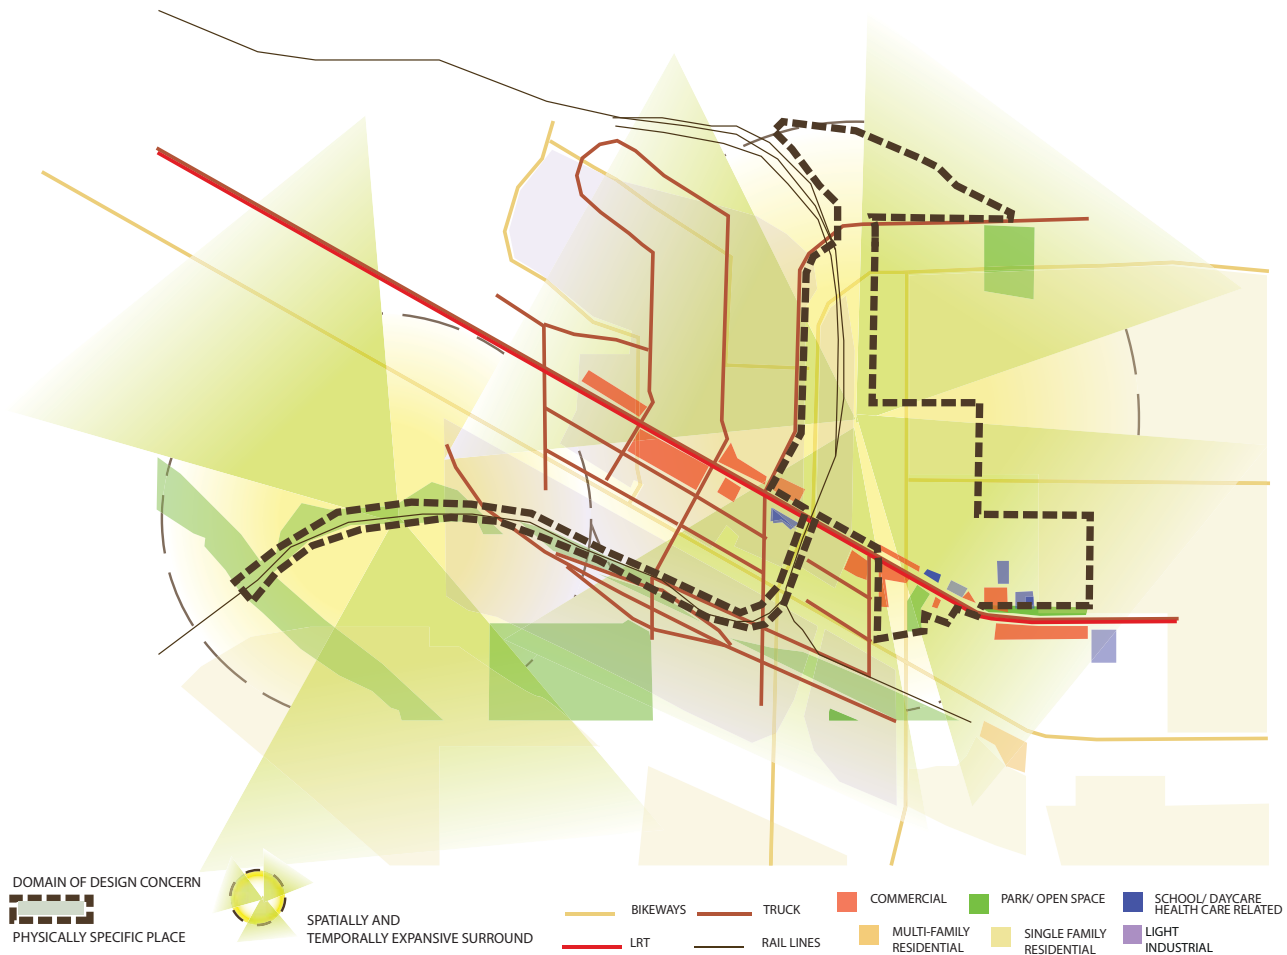 DOMAIN OF DESIGN CONCERN
PHYSICALLY SPECIFIC PLACE
SPATIALLY AND
TEMPORALLY EXPANSIVE SURROUND
BIKEWAYS
LRT
TRUCK
RAIL LINES
COMMERCIAL
MULTI-FAMILY
RESIDENTIAL
PARK/ OPEN SPACE
SINGLE FAMILY
RESIDENTIAL
SCHOOL/ DAYCARE
HEALTH CARE RELATED
LIGHT
INDUSTRIAL